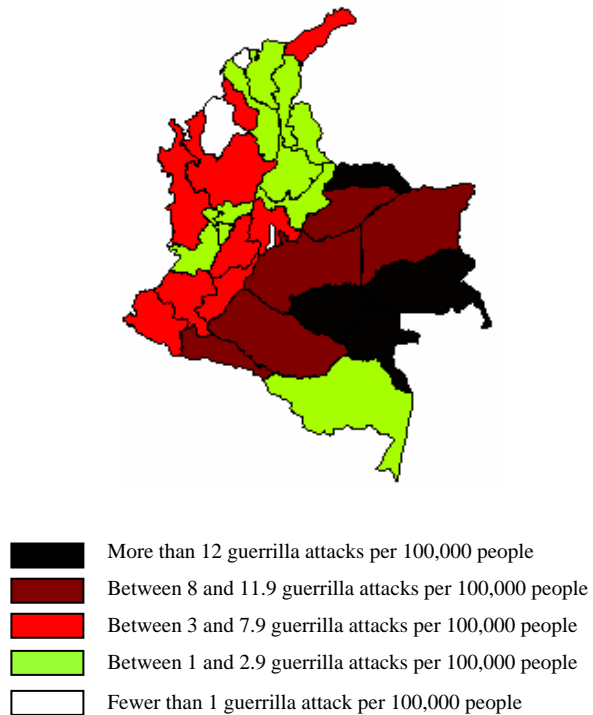 More than 12 guerrilla attacks per 100,000 people
Between 8 and 11.9 guerrilla attacks per 100,000 people
Between 3 and 7.9 guerrilla attacks per 100,000 people
Between 1 and 2.9 guerrilla attacks per 100,000 people
Fewer than 1 guerrilla attack per 100,000 people